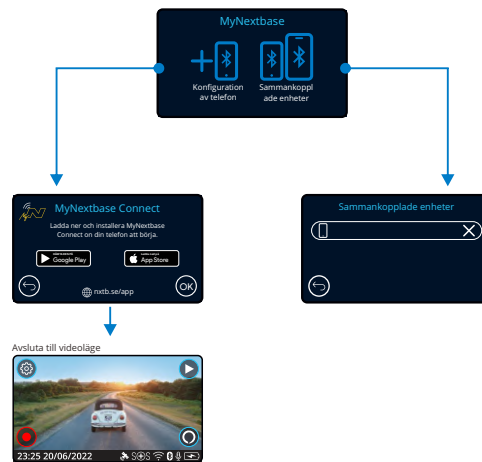 MyNextbase
Konfiguration
av telefon
Sammankoppl
ade enheter
MyNextbase Connect
Ladda ner och installera MyNextbase
Connect on din telefon att börja.
Google Play
App Store
OK
nxtb.se/app
Sammankopplade enheter
Avsluta till videoläge
23:25 20/06/2022 SOS